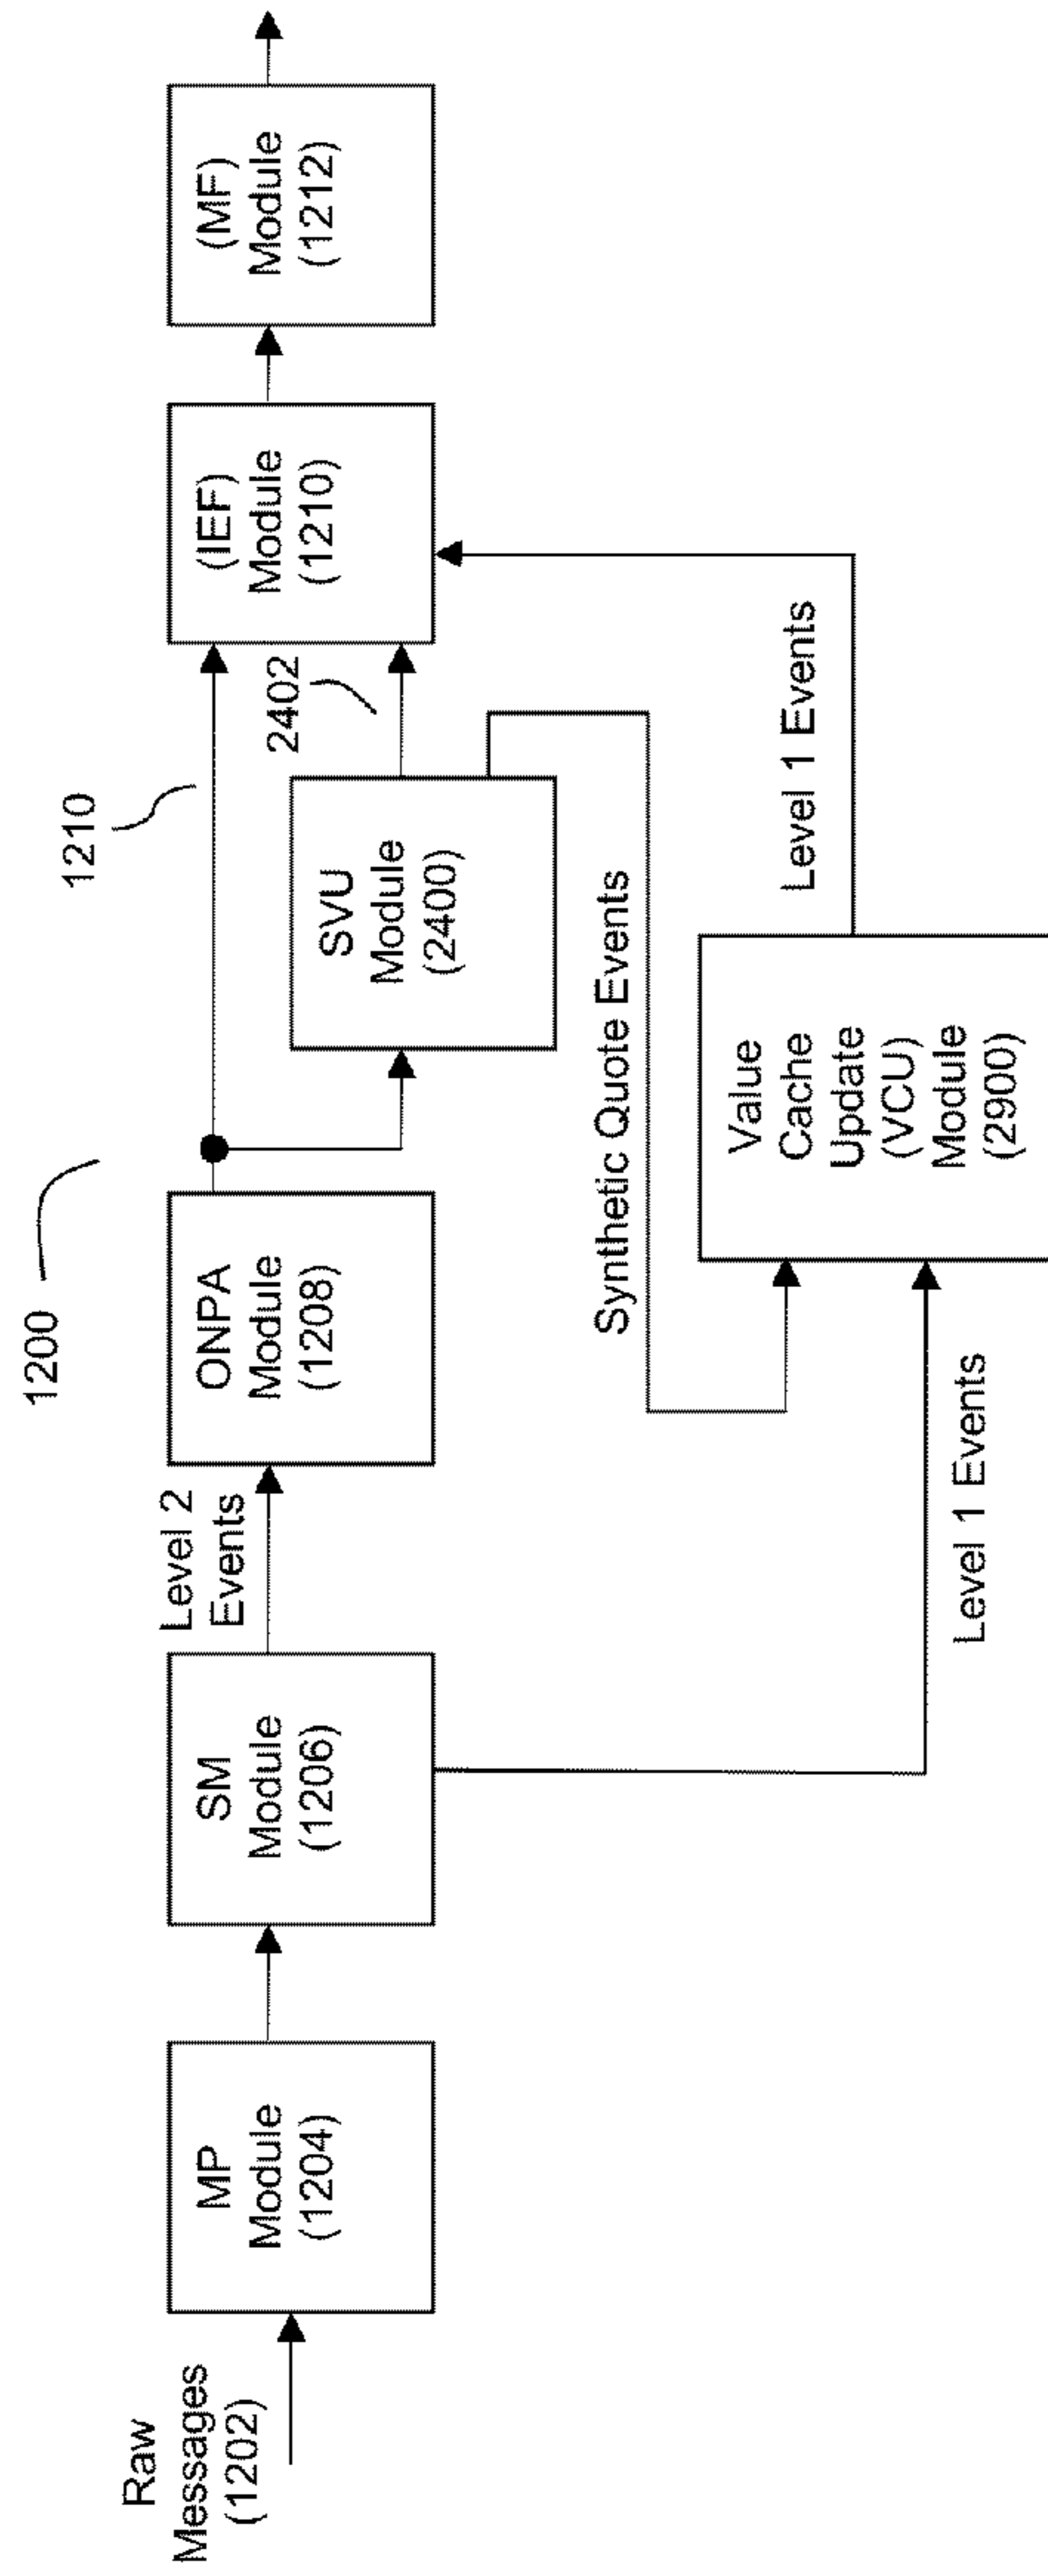 1200
Raw
Messages
(1202)
MP
Module
(1204)
SM
Module
(1206)
Level 2
Events
ONPA
Module
(1208)
1210
SVU
Module
(2400)
2402
(IEF)
Module
(1210)
(MF)
Module
(1212)
Synthetic Quote Events
Level 1 Events
Value
Cache
Update
(VCU)
Module
(2900)
Level 1 Events